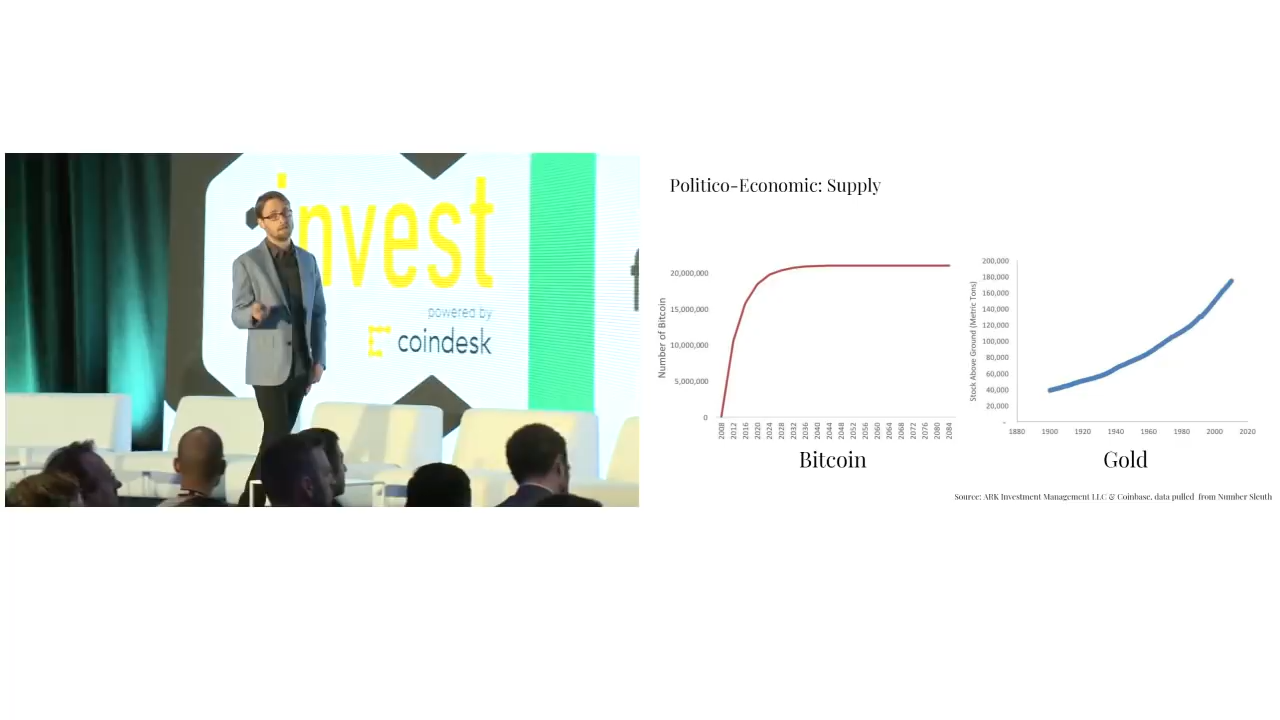 invest
powered by
coindesk
Politico-Economic: Supply
Number of Bitcoin
20,000,000
15,000,000
10,000,000
5,000,000
0
2008 2012 2016 2020 2024 2028 2032 2036 2040 2044 2048 2052 2056 2060 2064 2068 2072 2076 2080 2084
Bitcoin
Stock Above Ground (Metric Tons)
200,000
180,000
160,000
140,000
120,000
100,000
80,000
60,000
40,000
20,000
-
1880 1900 1920 1940 1960 1980 2000 2020
Gold
Source: ARK Investment Management LLC & Coinbase, data pulled from Number Sleuth